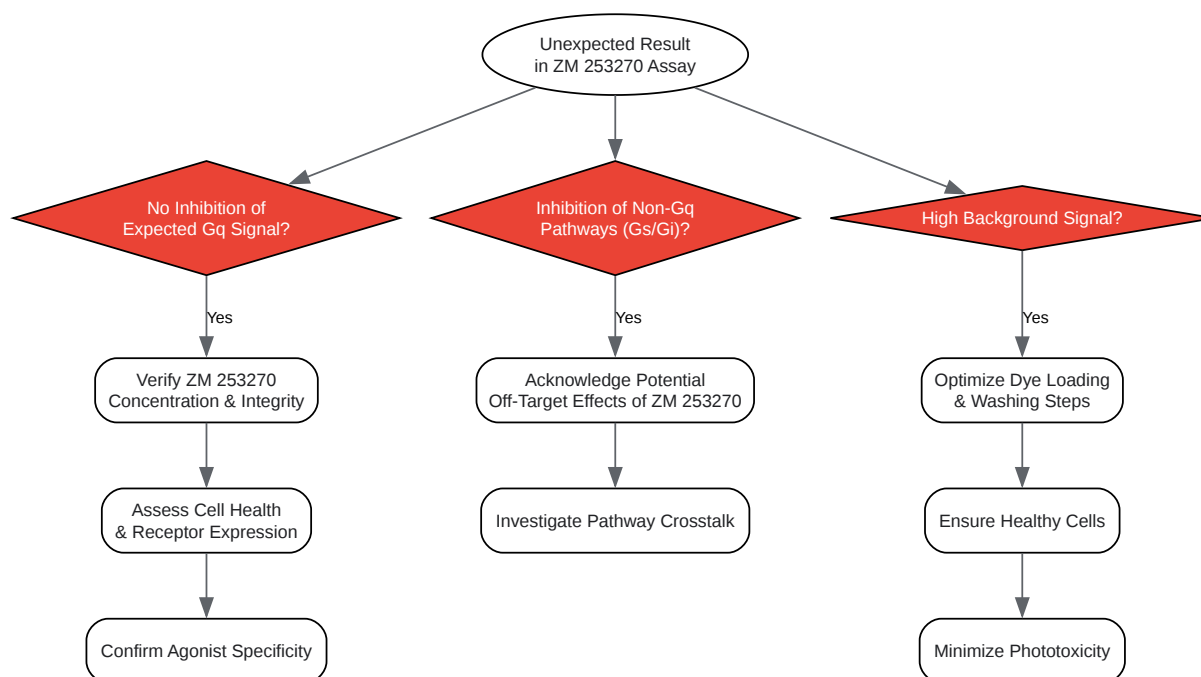 Unexpected Result
in ZM 253270 Assay
No Inhibition of
Expected Gq Signal?
Inhibition of Non-Gq
Pathways (Gs/Gi)?
High Background Signal?
Yes
Yes
Yes
Verify ZM 253270
Concentration & Integrity
Acknowledge Potential
Off-Target Effects of ZM 253270
Optimize Dye Loading
& Washing Steps
Assess Cell Health
& Receptor Expression
Investigate Pathway Crosstalk
Ensure Healthy Cells
Confirm Agonist Specificity
Minimize Phototoxicity